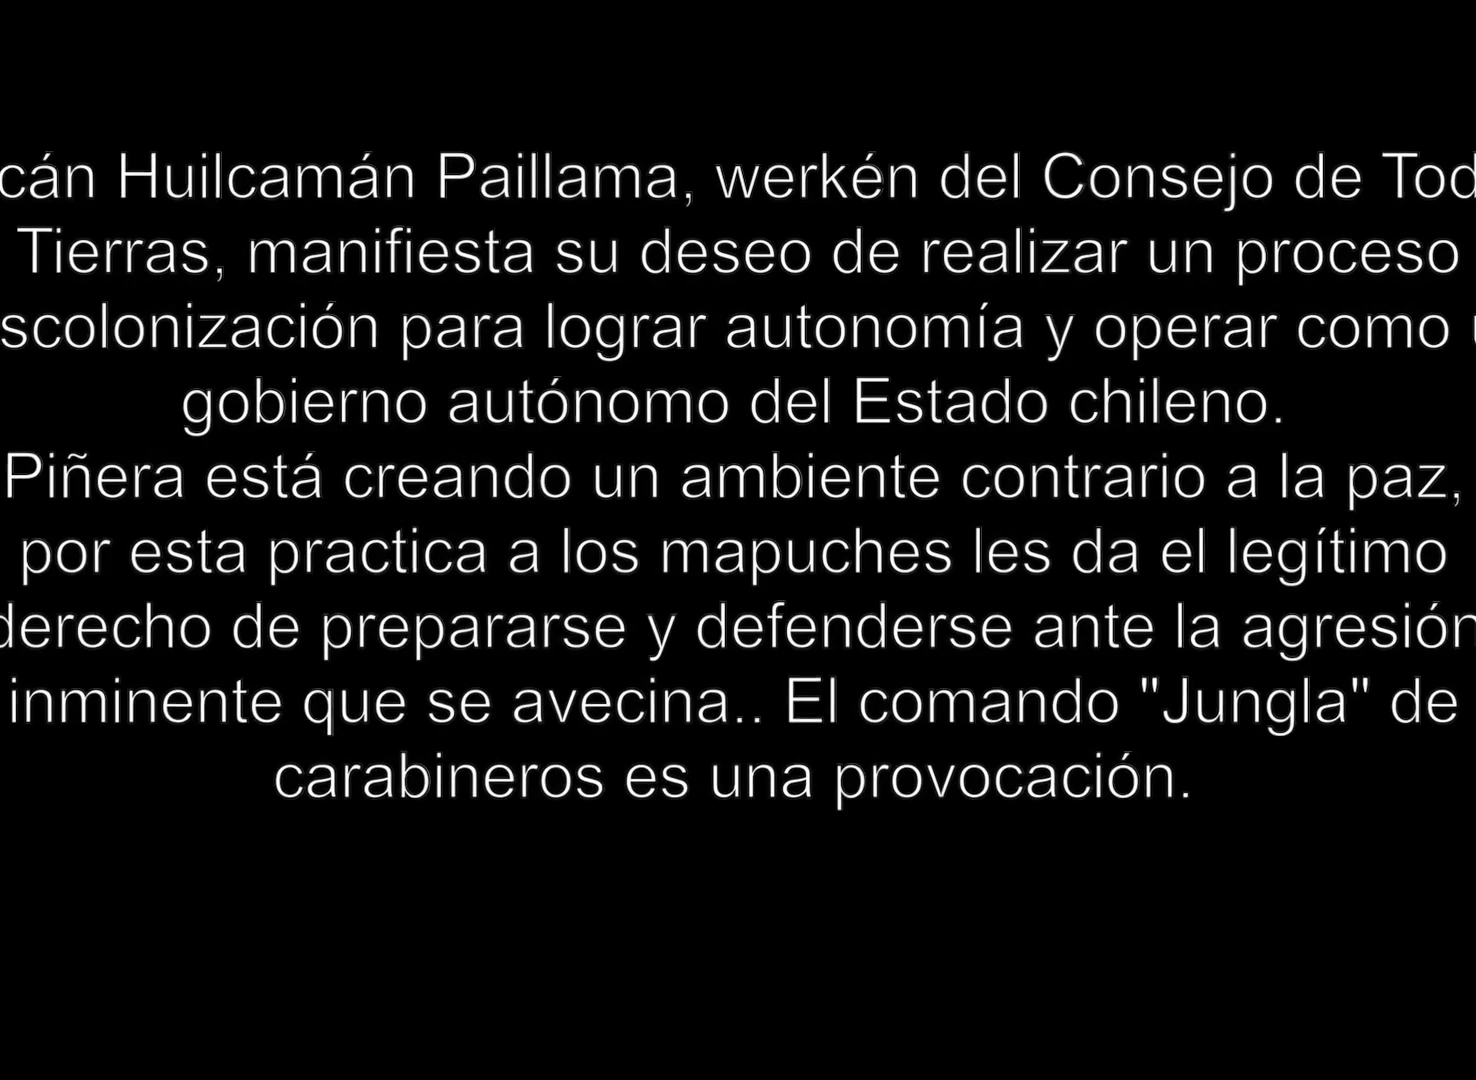 cán Huilcamán Paillama, werkén del Consejo de Tod
Tierras, manifiesta su deseo de realizar un proceso
scolonización para lograr autonomía y operar como
gobierno autónomo del Estado chileno.
Piñera está creando un ambiente contrario a la paz,
por esta practica a los mapuches les da el legítimo
derecho de prepararse y defenderse ante la agresión
inminente que se avecina.. El comando "Jungla" de
carabineros es una provocación.